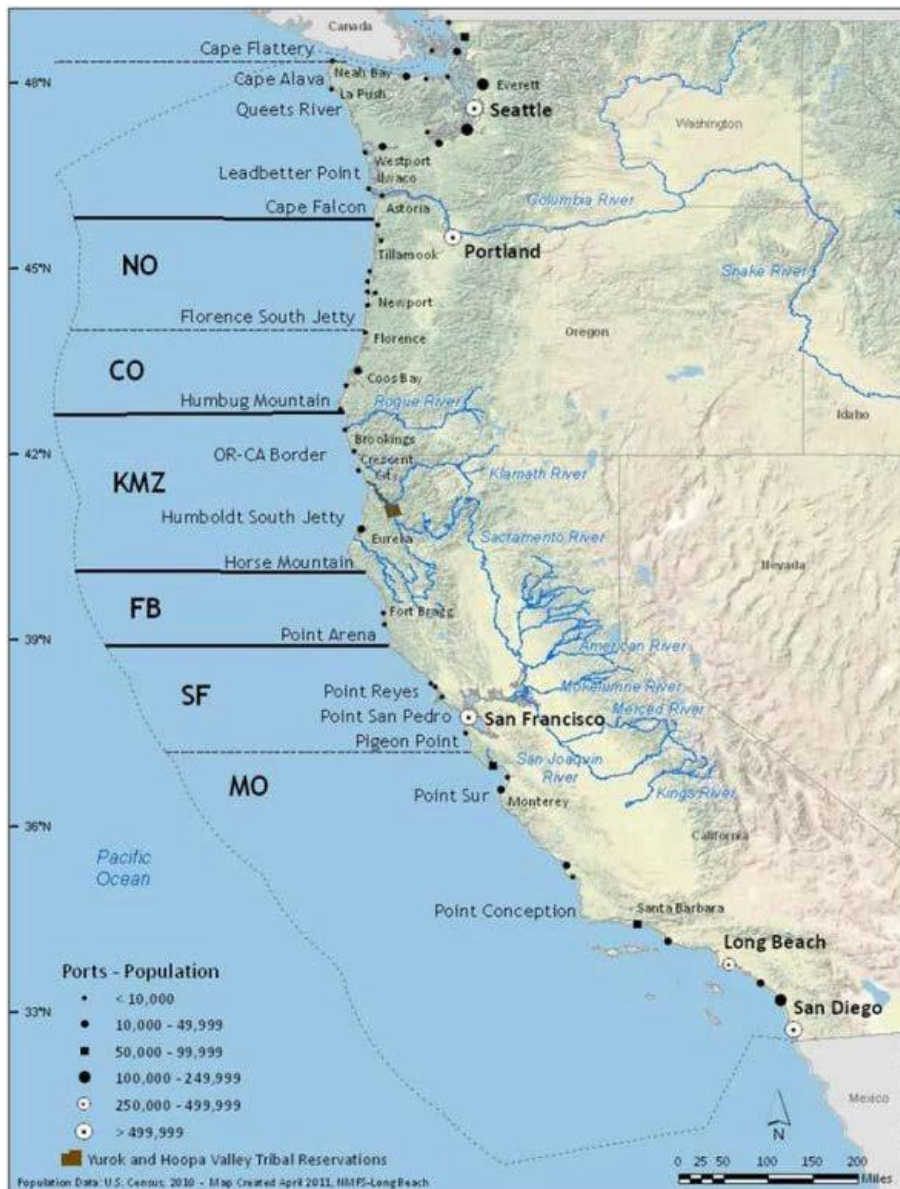 Canada
Cape Flattery
48°N
Cape Alava
Neah Bay
Everett
La Push
Queets River
Seattle
Washington
Westport
Leadbetter Point
Ilwaco
Cape Falcon
Astoria
Columbia River
Portland
NO
Tillamook
45°N
Snake River
Newport
Florence South Jetty
Florence
Oregon
CO
Coos Bay
Humbug Mountain
Rogue River
Idaho
Brookings
42°N
OR-CA Border
Crescent
City
Klamath River
KMZ
Humboldt South Jetty
Eureka
Sacramento River
Horse Mountain
Nevada
FB
Fort Bragg
39°N
Point Arena
American River
SF
Point Reyes
Mokelumne River
Point San Pedro
San Francisco
Merced River
Pigeon Point
San Joaquin
River
MO
Point Sur
Monterey
Kings River
36°N
California
Pacific
Ocean
Point Conception
Santa Barbara
Long Beach
Ports - Population
< 10,000
33°N
San Diego
10,000 - 49,999
50,000 - 99,999
100,000 - 249,999
250,000 - 499,999
> 499,999
Mexico
N
Yurok and Hoopa Valley Tribal Reservations
0 25 50 100 150 200
Miles
Population Data: U.S. Census, 2010 - Map Created April 2011, NMFS-Long Beach